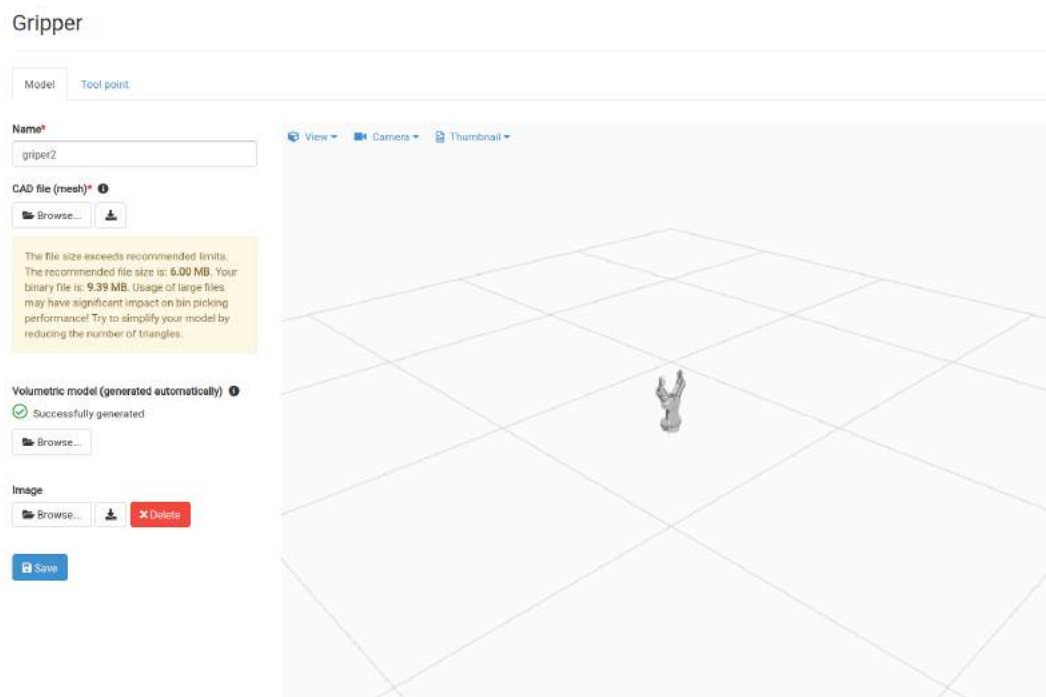 Gripper
Model Tool point
Name*
griper2
View Camera Thumbnail
CAD file (mesh)*
Browse...
The file size exceeds recommended limits.
The recommended file size is: 6.00 MB. Your
binary file is: 9.39 MB. Usage of large files
may have significant impact on bin picking
performance! Try to simplify your model by
reducing the number of triangles.
Volumetric model (generated automatically)
Successfully generated
Browse...
Image
Browse... Delete
Save